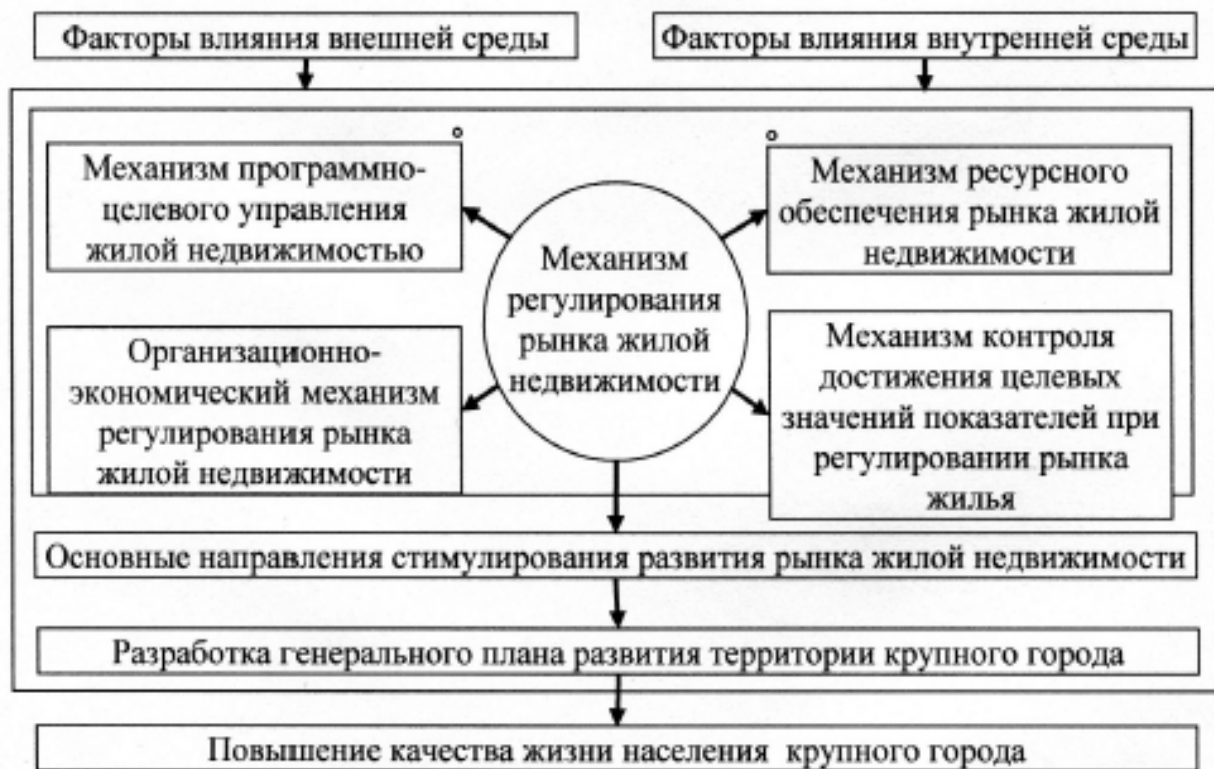 Факторы влияния внешней среды
Факторы влияния внутренней среды
Механизм программно-
целевого управления
жилой недвижимостью
Механизм ресурсного
обеспечения рынка жилой
недвижимости
Механизм
регулирования
рынка жилой
недвижимости
Организационно-
экономический механизм
регулирования рынка
жилой недвижимости
Механизм контроля
достижения целевых
значений показателей при
регулировании рынка
жилья
Основные направления стимулирования развития рынка жилой недвижимости
Разработка генерального плана развития территории крупного города
Повышение качества жизни населения крупного города